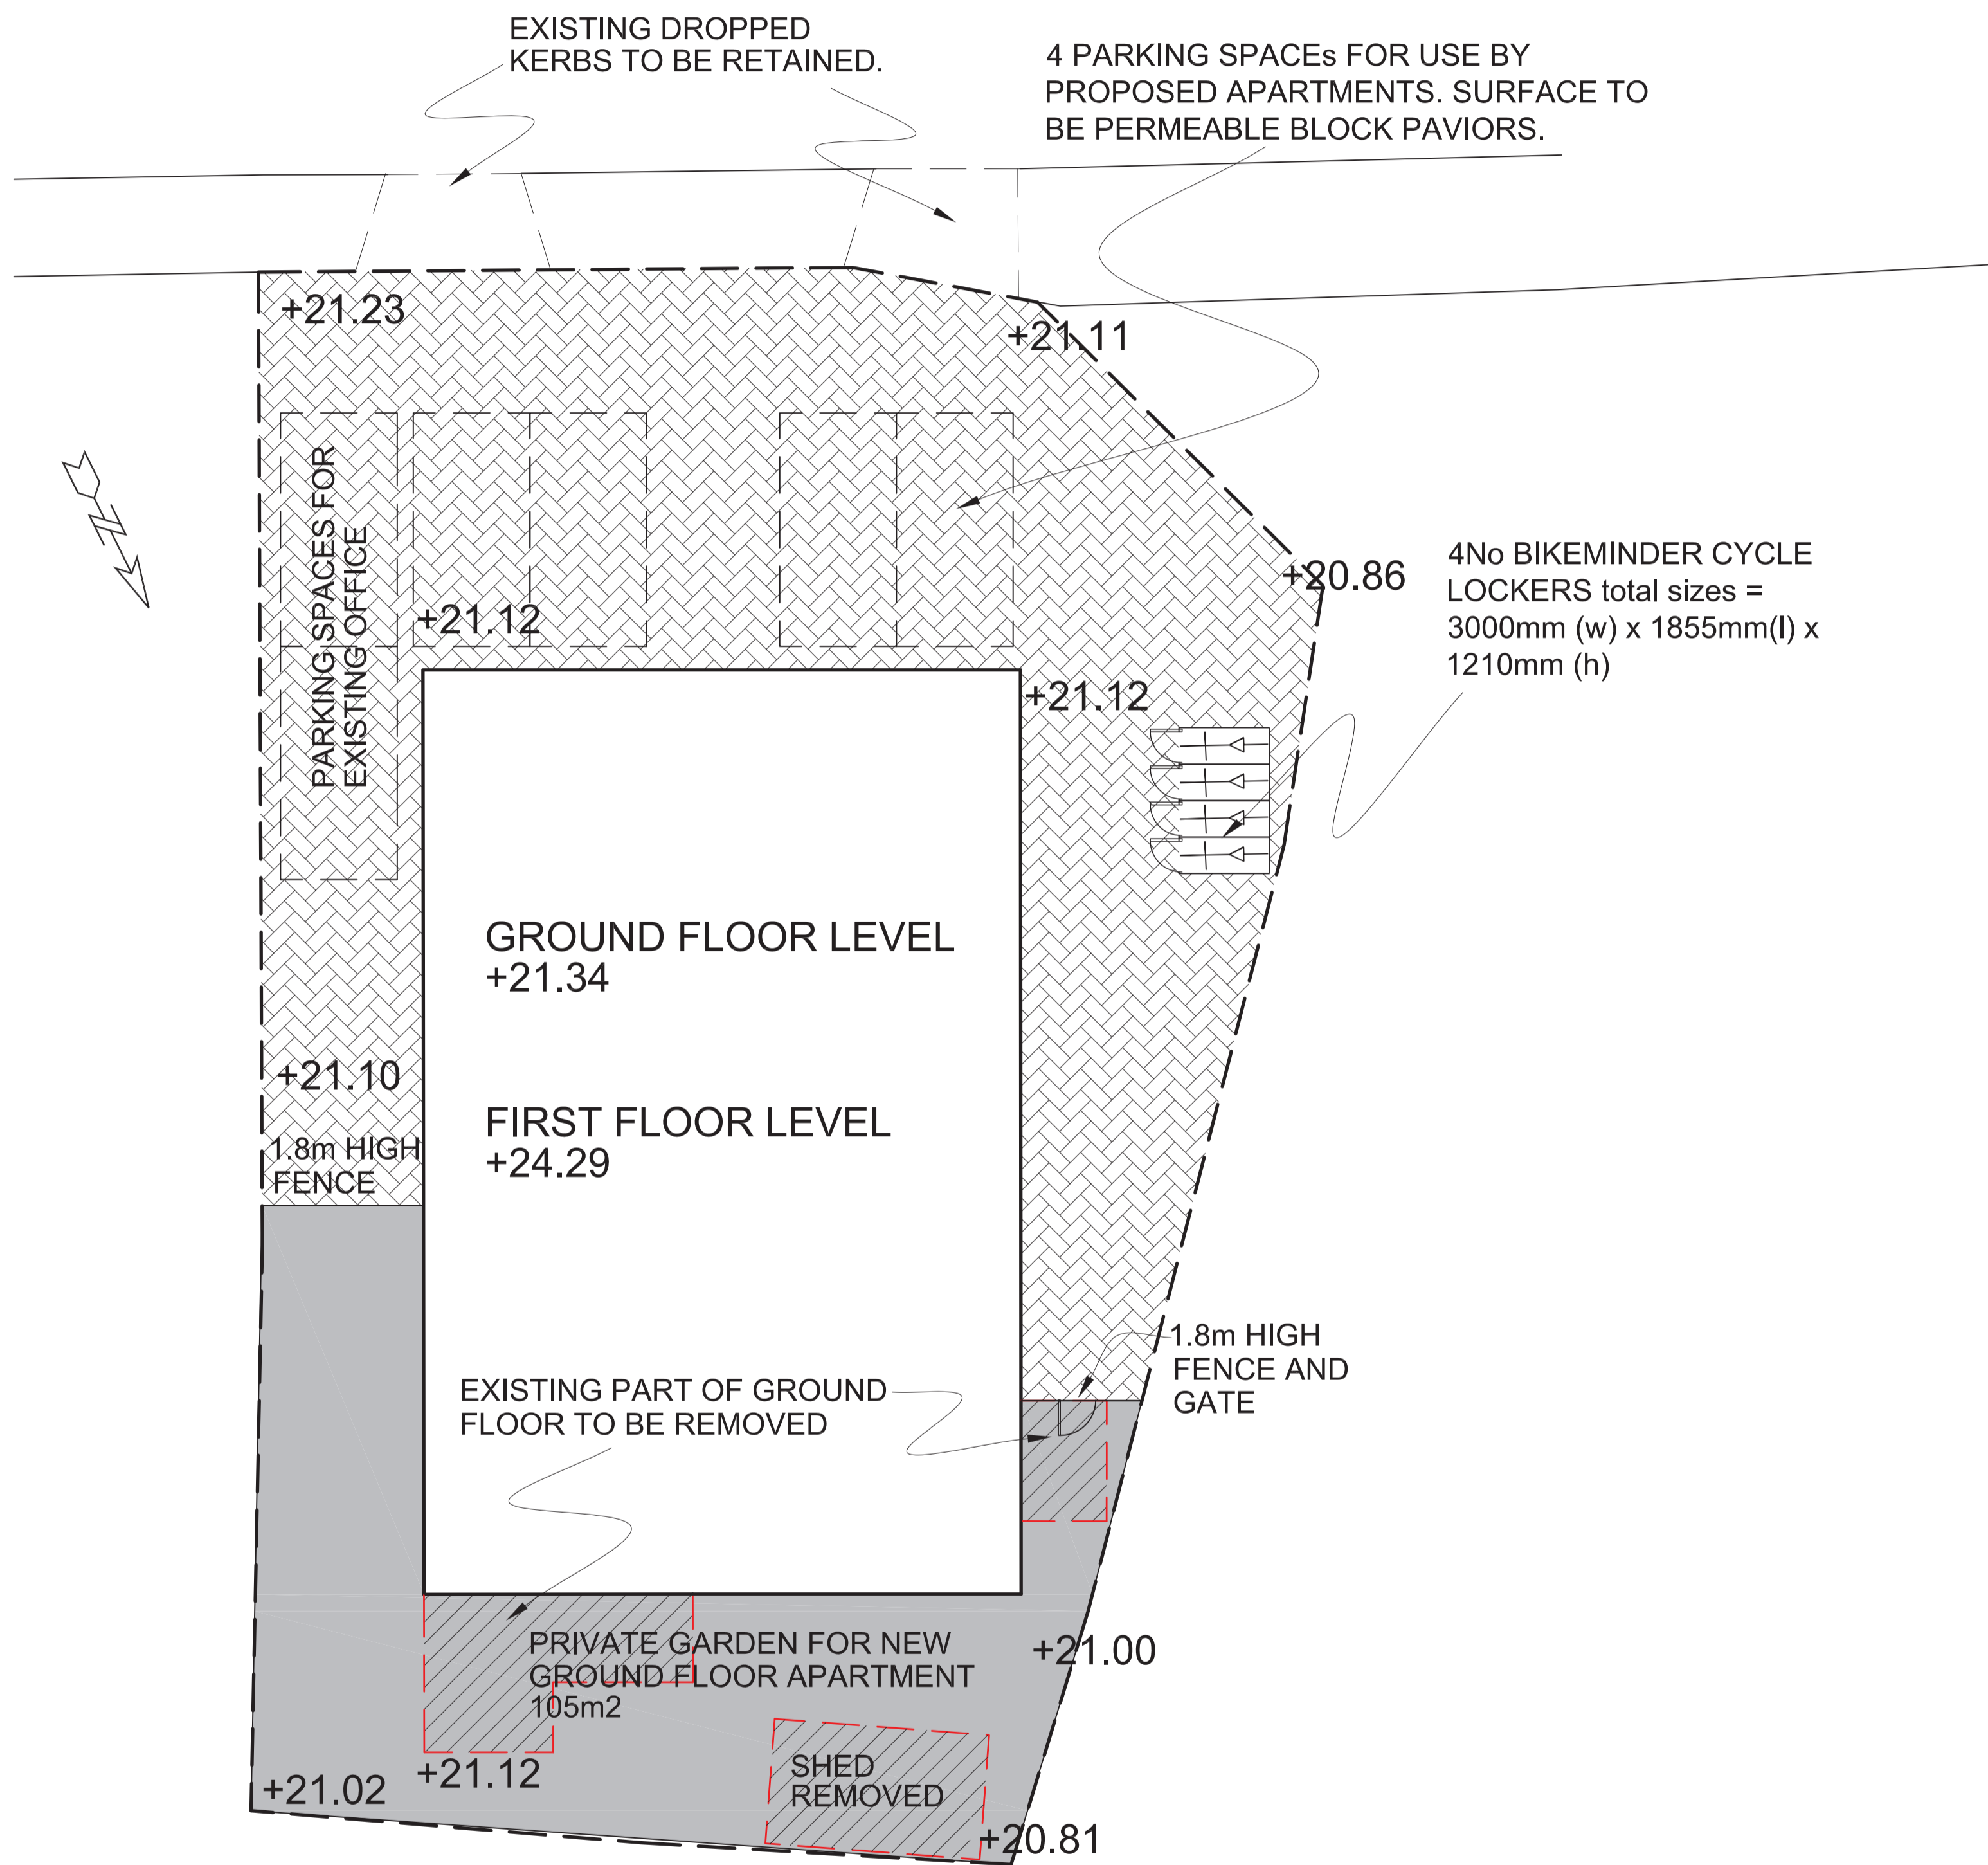 EXISTING DROPPED
KERBS TO BE RETAINED.
4 PARKING SPACEs FOR USE BY
PROPOSED APARTMENTS. SURFACE TO
BE PERMEABLE BLOCK PAVIORS.
+21.23
+21.11
PARKING SPACES FOR
EXISTING OFFICE
+21.12
+20.86
4No BIKEMINDER CYCLE
LOCKERS total sizes =
3000mm (w) x 1855mm(l) x
1210mm (h)
+21.12
GROUND FLOOR LEVEL
+21.34
+21.10
FIRST FLOOR LEVEL
+24.29
1.8m HIGH
FENCE
1.8m HIGH
FENCE AND
GATE
EXISTING PART OF GROUND
FLOOR TO BE REMOVED
PRIVATE GARDEN FOR NEW
GROUND FLOOR APARTMENT
105m2
+21.00
+21.12
+21.02
SHED
REMOVED
+20.81